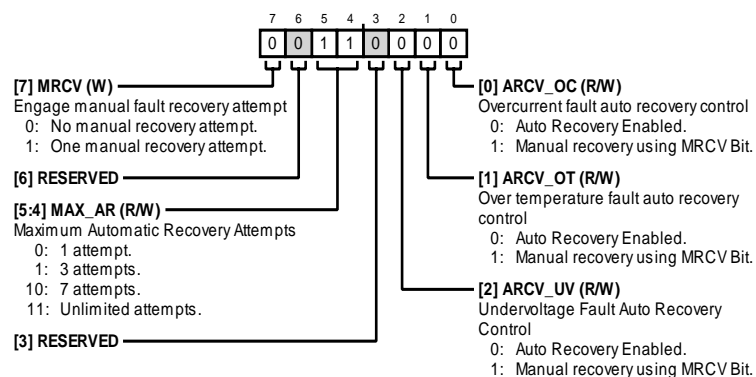 7 6 5 4 3 2 1 0
0 0 1 1 0 0 0 0
[7] MRCV (W)
Engage manual fault recovery attempt
0: No manual recovery attempt.
1: One manual recovery attempt.
[6] RESERVED
[5:4] MAX_AR (R/W)
Maximum Automatic Recovery Attempts
0: 1 attempt.
1: 3 attempts.
10: 7 attempts.
11: Unlimited attempts.
[3] RESERVED
[0] ARCV_OC (R/W)
Overcurrent fault auto recovery control
0: Auto Recovery Enabled.
1: Manual recovery using MRCV Bit.
[1] ARCV_OT (R/W)
Over temperature fault auto recovery
control
0: Auto Recovery Enabled.
1: Manual recovery using MRCV Bit.
[2] ARCV_UV (R/W)
Undervoltage Fault Auto Recovery
Control
0: Auto Recovery Enabled.
1: Manual recovery using MRCV Bit.